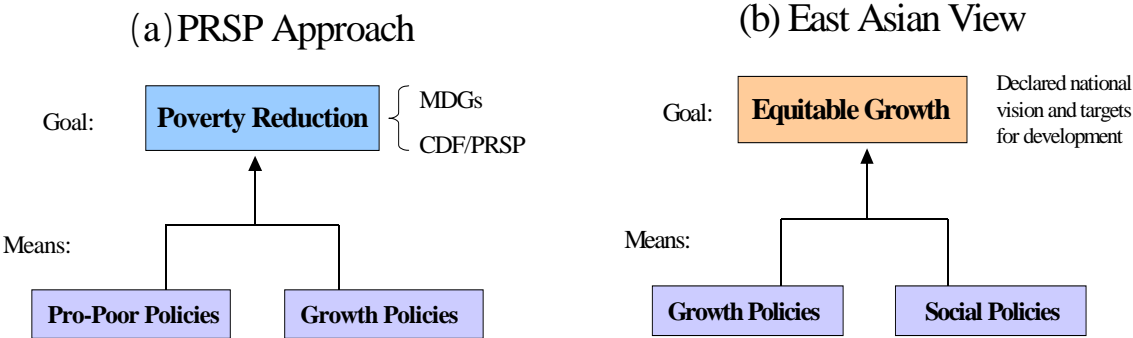 (a) PRSP Approach
Goal:
Poverty Reduction
MDGs
CDF/PRSP
Means:
Pro-Poor Policies
Growth Policies
(b) East Asian View
Goal:
Equitable Growth
Declared national
vision and targets
for development
Means:
Growth Policies
Social Policies